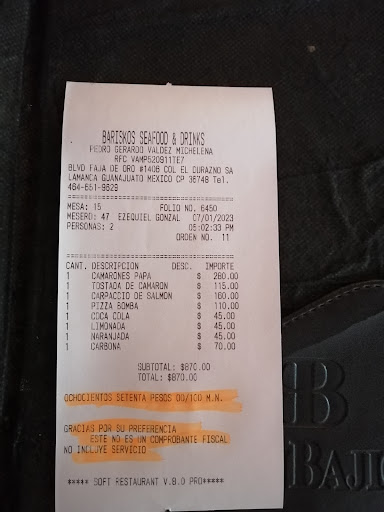 BARISKOS SEAFOOD & DRINKS
PEDRO GERARDO VALDEZ MICHELENA
RFC VAMP520911TE7
BLVD FAJA DE ORO #1406 COL EL DURAZNO SA
LAMANCA GUANAJUATO MEXICO CP 36748 Tel.
464-651-9629
MESA: 15 FOLIO NO. 6450
MESERO: 47 EZEQUIEL GONZAL 07/01/2023
PERSONAS: 2 05:02:33 PM
ORDEN NO. 11
CANT. DESCRIPCION DESC. IMPORTE
1 CAMARONES PAPA $ 280.00
1 TOSTADA DE CAMARON $ 115.00
1 CARPACCIO DE SALMON $ 160.00
1 PIZZA BOMBA $ 110.00
1 COCA COLA $ 45.00
1 LIMONADA $ 45.00
1 NARANJADA $ 45.00
1 CARBONA $ 70.00
SUBTOTAL: $870.00
TOTAL: $870.00
OCHOCIENTOS SETENTA PESOS 00/100 M.N.
GRACIAS POR SU PREFERENCIA
ESTE NO ES UN COMPROBANTE FISCAL
NO INCLUYE SERVICIO
***** SOFT RESTAURANT V.8.0 PRO*****
B
BAJI